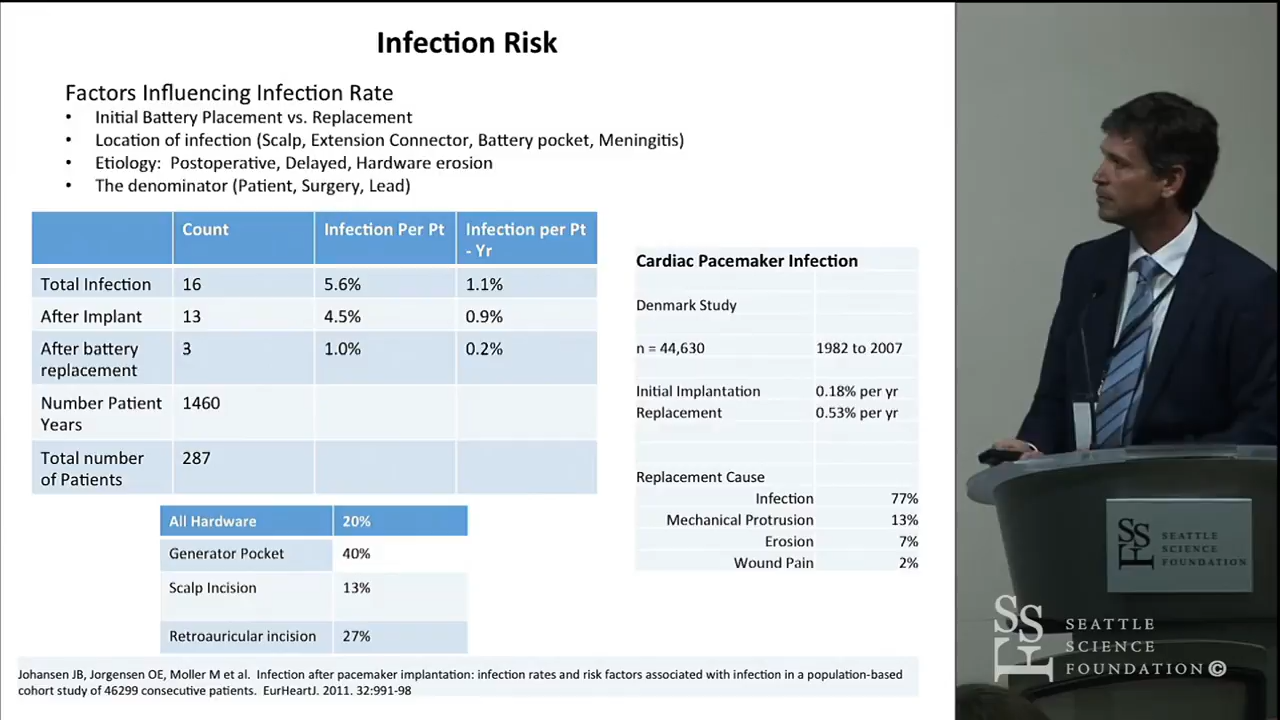 Infection Risk
Factors Influencing Infection Rate
• Initial Battery Placement vs. Replacement
• Location of infection (Scalp, Extension Connector, Battery pocket, Meningitis)
• Etiology: Postoperative, Delayed, Hardware erosion
• The denominator (Patient, Surgery, Lead)
Count Infection Per Pt Infection per Pt
- Yr
Total Infection 16 5.6% 1.1%
After Implant 13 4.5% 0.9%
After battery 3 1.0% 0.2%
replacement
Number Patient 1460
Years
Total number 287
of Patients
All Hardware 20%
Generator Pocket 40%
Scalp Incision 13%
Retroauricular incision 27%
Cardiac Pacemaker Infection
Denmark Study
n = 44,630 1982 to 2007
Initial Implantation 0.18% per yr
Replacement 0.53% per yr
Replacement Cause
Infection 77%
Mechanical Protrusion 13%
Erosion 7%
Wound Pain 2%
Johansen JB, Jorgensen OE, Moller M et al. Infection after pacemaker implantation: infection rates and risk factors associated with infection in a population-based
cohort study of 46299 consecutive patients. EurHeartJ. 2011. 32:991-98
SSF
SEATTLE
SCIENCE
FOUNDATION
SSF
SEATTLE
SCIENCE
FOUNDATION©